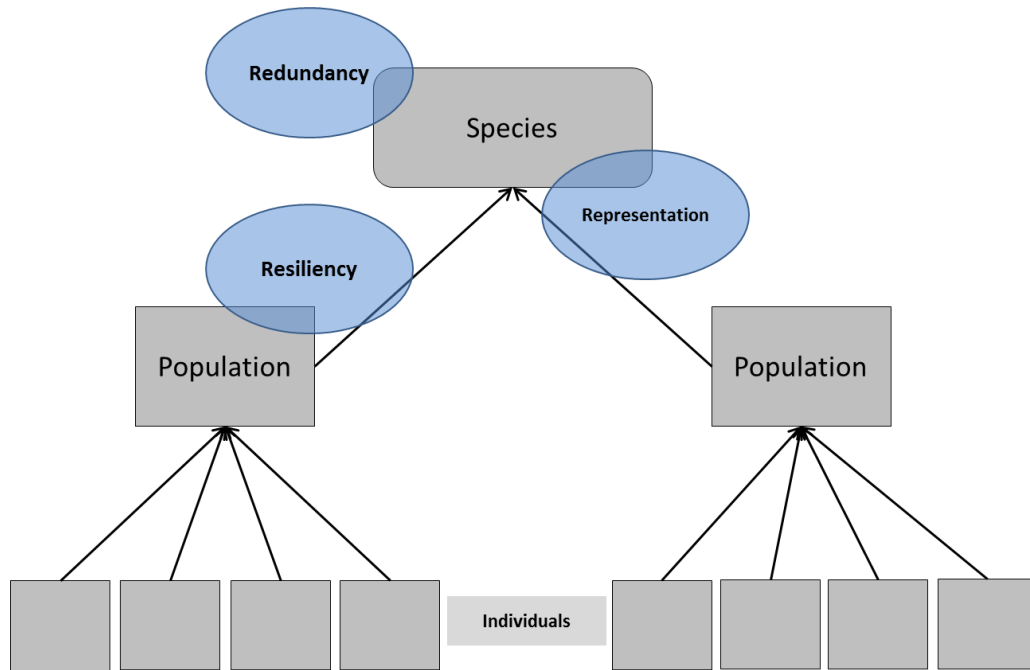 Redundancy
Species
Representation
Resiliency
Population
Population
Individuals